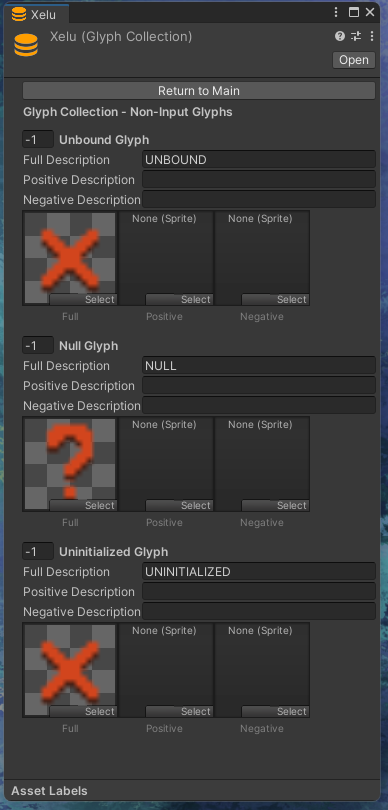 Xelu
Xelu (Glyph Collection)
Open
Return to Main
Glyph Collection - Non-Input Glyphs
-1 Unbound Glyph
Full Description UNBOUND
Positive Description
Negative Description
None (Sprite) None (Sprite)
Select Select Select
Full Positive Negative
-1 Null Glyph
Full Description NULL
Positive Description
Negative Description
None (Sprite) None (Sprite)
Select Select Select
Full Positive Negative
-1 Uninitialized Glyph
Full Description UNINITIALIZED
Positive Description
Negative Description
None (Sprite) None (Sprite)
Select Select Select
Full Positive Negative
Asset Labels